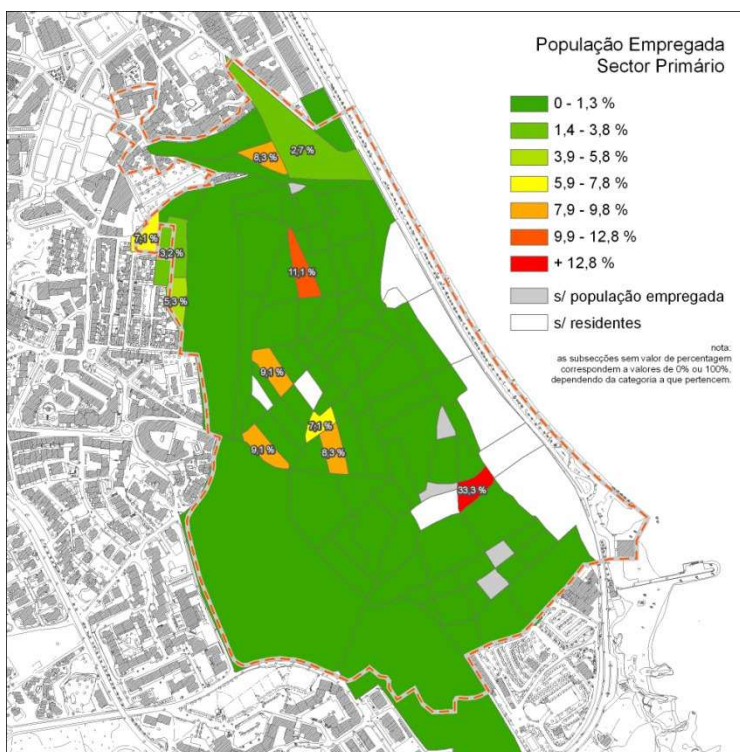 População Empregada
Sector Primário
0 - 1,3 %
1,4 - 3,8 %
3,9 - 5,8 %
5,9 - 7,8 %
7,9 - 9,8 %
9,9 - 12,8 %
+ 12,8 %
s/ população empregada
s/ residentes
nota:
as subsecções sem valor de percentagem
correspondem a valores de 0% ou 100%,
dependendo da categoria a que pertencem.
8,3 %
2,7 %
7,1 %
3,2 %
11,1 %
5,3 %
9,1 %
7,1 %
9,1 %
8,3 %
33,3 %